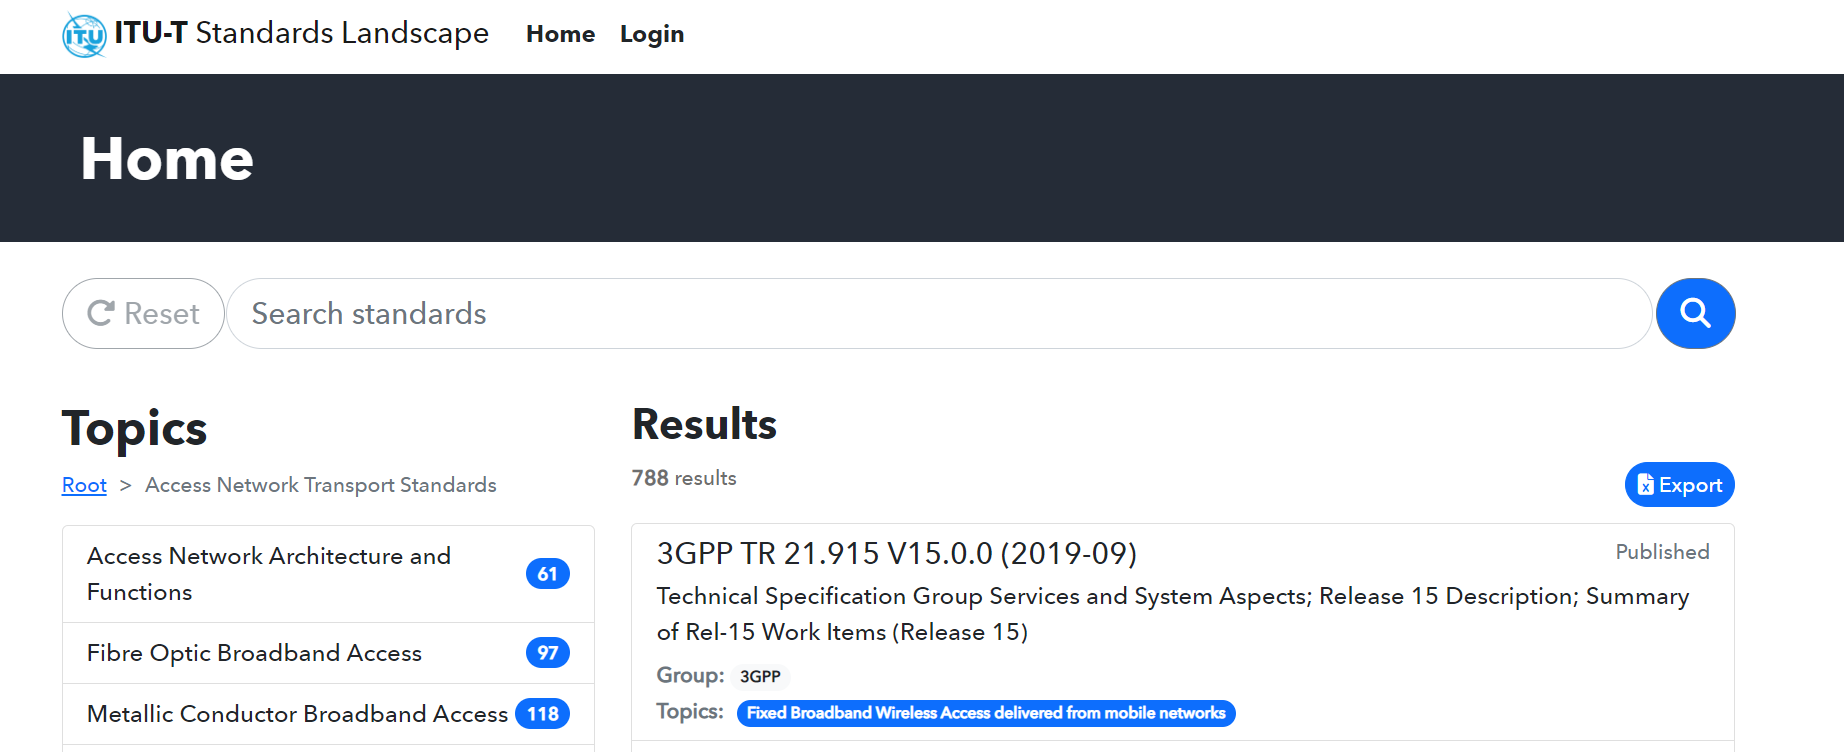 ITU
ITU-T Standards Landscape Home Login
Home
Reset
Search standards
Topics
Root > Access Network Transport Standards
Access Network Architecture and
Functions
61
Fibre Optic Broadband Access 97
Metallic Conductor Broadband Access 118
Results
788 results
Export
3GPP TR 21.915 V15.0.0 (2019-09) Published
Technical Specification Group Services and System Aspects; Release 15 Description; Summary
of Rel-15 Work Items (Release 15)
Group: 3GPP
Topics: Fixed Broadband Wireless Access delivered from mobile networks